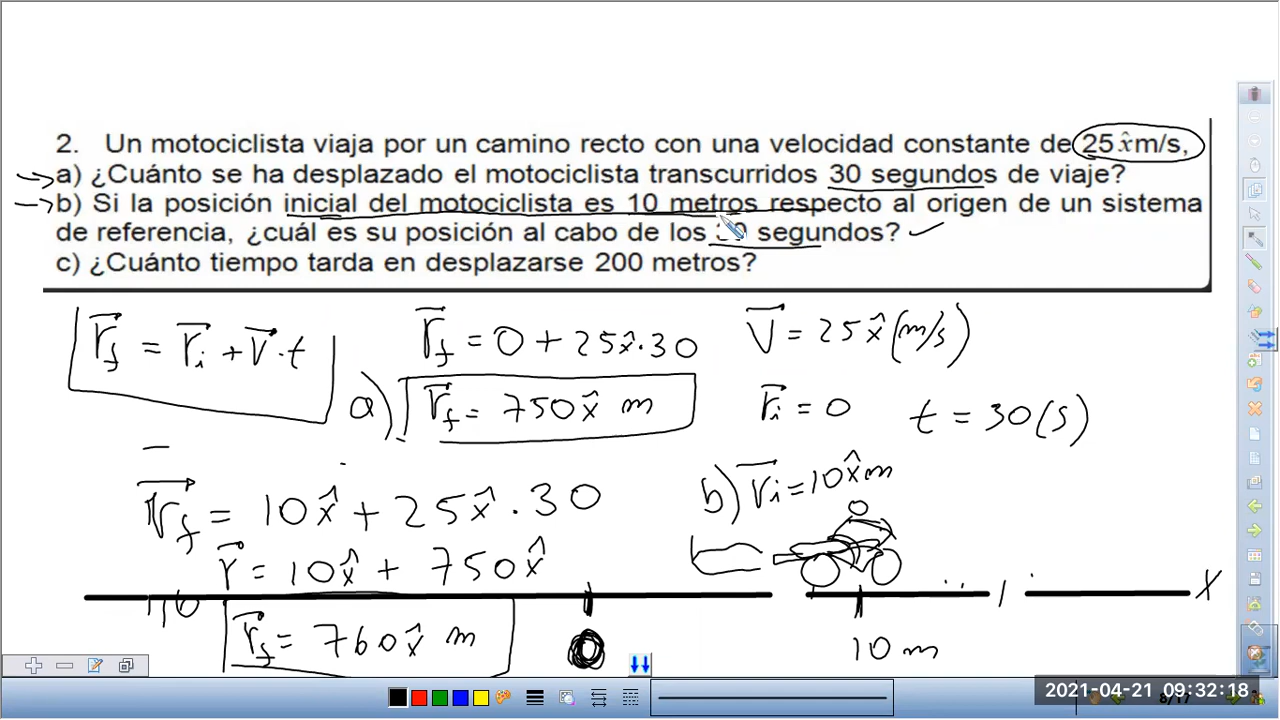 2. Un motociclista viaja por un camino recto con una velocidad constante de 25 x̂ m/s,
a) ¿Cuánto se ha desplazado el motociclista transcurridos 30 segundos de viaje?
b) Si la posición inicial del motociclista es 10 metros respecto al origen de un sistema
de referencia, ¿cuál es su posición al cabo de los segundos?
c) ¿Cuánto tiempo tarda en desplazarse 200 metros?
r⃗f = r⃗i + v⃗ · t
r⃗f = 0 + 25x̂ · 30
V⃗ = 25x̂ (m/s)
a) r⃗f = 750x̂ m
r⃗i = 0
t = 30 (s)
r⃗f = 10x̂ + 25x̂ · 30
b) r⃗i = 10x̂ m
r⃗ = 10x̂ + 750x̂
r⃗f = 760x̂ m
0
10 m
X
2021-04-21 09:32:18